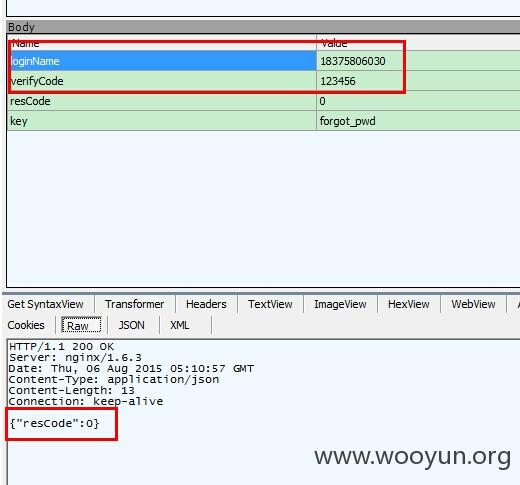 Body
Name Value
loginName 18375806030
verifyCode 123456
resCode 0
key forgot_pwd
Get SyntaxView Transformer Headers TextView ImageView HexView WebView A
Cookies Raw JSON XML
HTTP/1.1 200 OK
Server: nginx/1.6.3
Date: Thu, 06 Aug 2015 05:10:57 GMT
Content-Type: application/json
Content-Length: 13
Connection: keep-alive
{"resCode":0}
www.wooyun.org